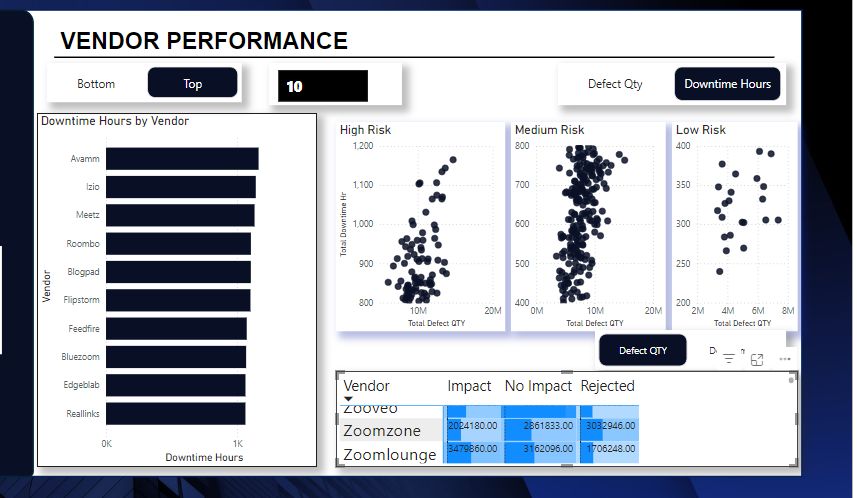 VENDOR PERFORMANCE
Bottom
Top
10
Defect Qty
Downtime Hours
Downtime Hours by Vendor
Vendor
Avamm
Izio
Meetz
Roombo
Blogpad
Flipstorm
Feedfire
Bluezoom
Edgeblab
Reallinks
0K 1K
Downtime Hours
High Risk
Total Downtime Hr
1,200
1,100
1,000
900
800
10M 20M
Total Defect QTY
Medium Risk
800
700
600
500
400
0M 10M 20M
Total Defect QTY
Low Risk
400
350
300
250
200
2M 4M 6M 8M
Total Defect QTY
Defect QTY
Vendor Impact No Impact Rejected
Zooveo
Zoomzone 2024180.00 2861833.00 3032946.00
Zoomlounge 3479860.00 3162096.00 1706248.00